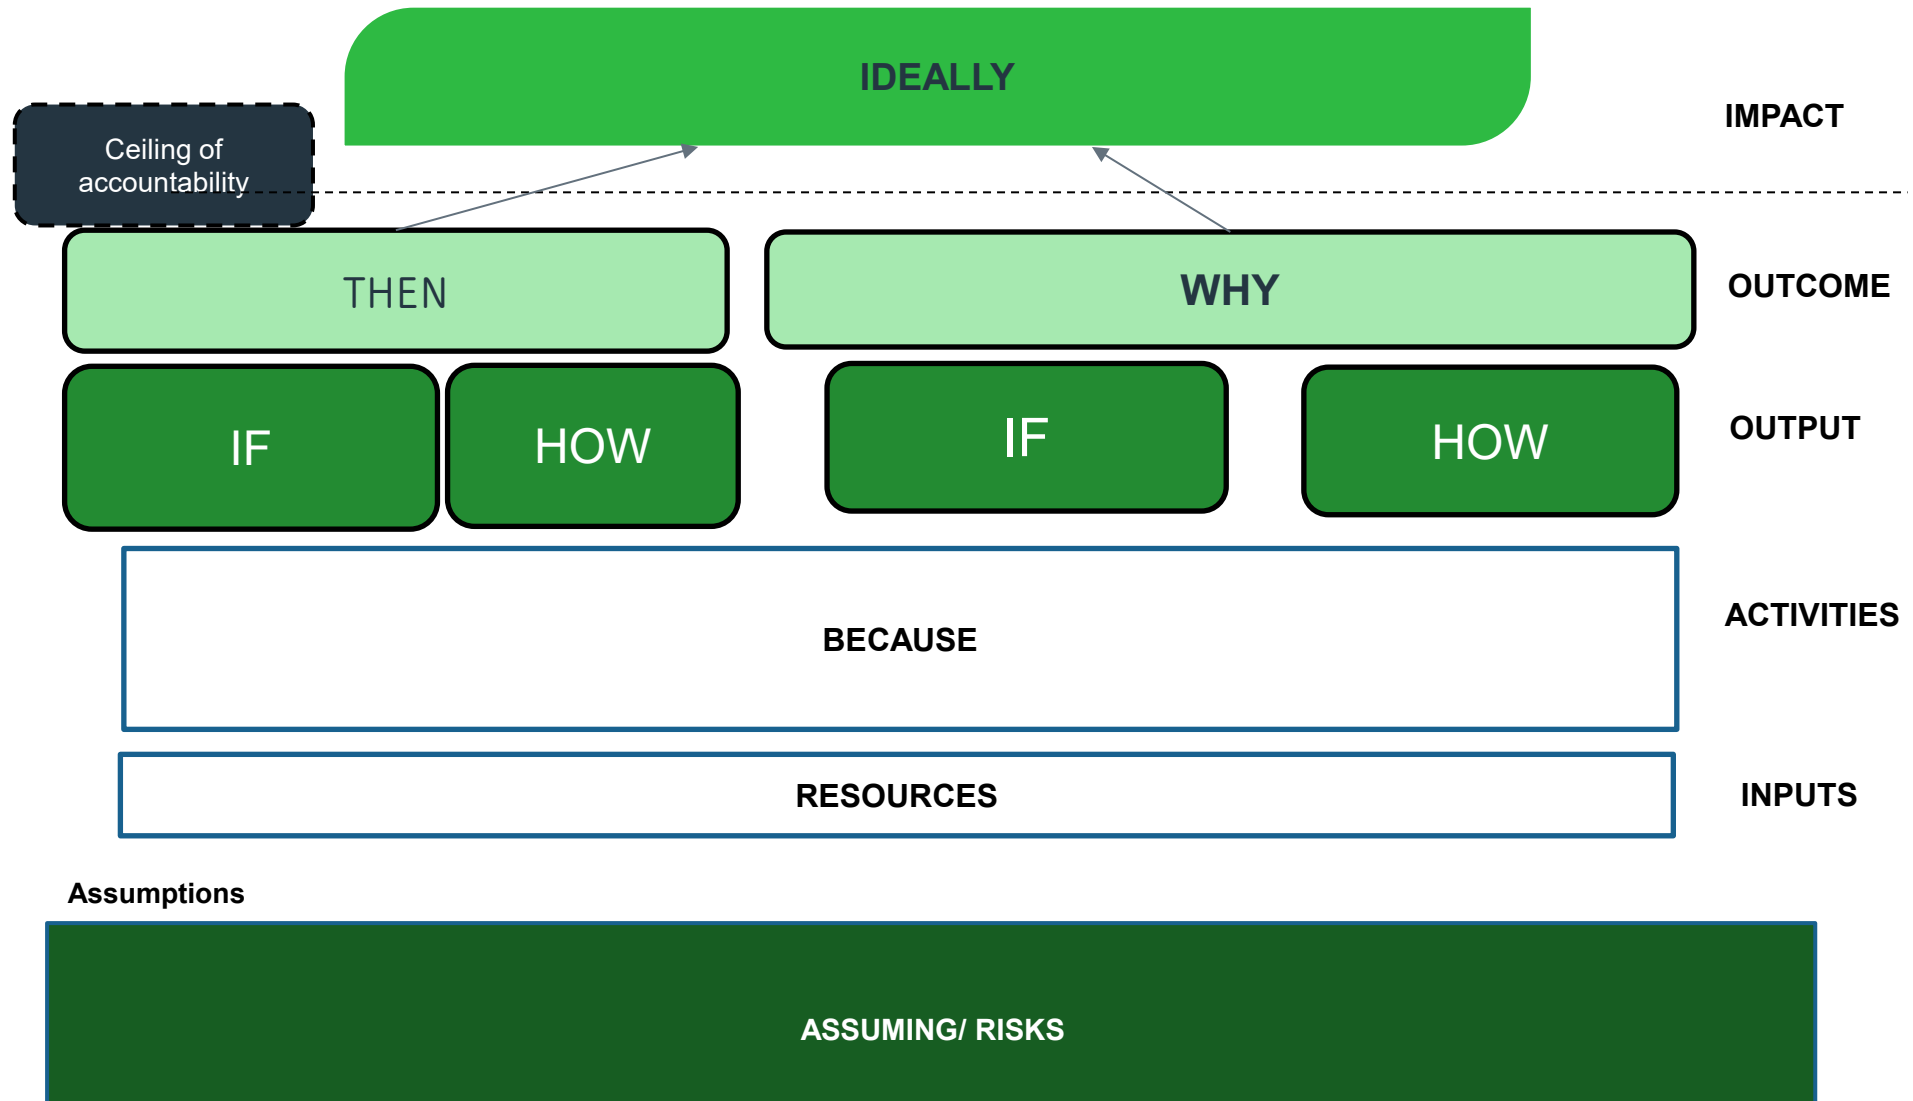 IDEALLY
IMPACT
Ceiling of
accountability
THEN
WHY
OUTCOME
IF
HOW
IF
HOW
OUTPUT
BECAUSE
ACTIVITIES
RESOURCES
INPUTS
Assumptions
ASSUMING/ RISKS